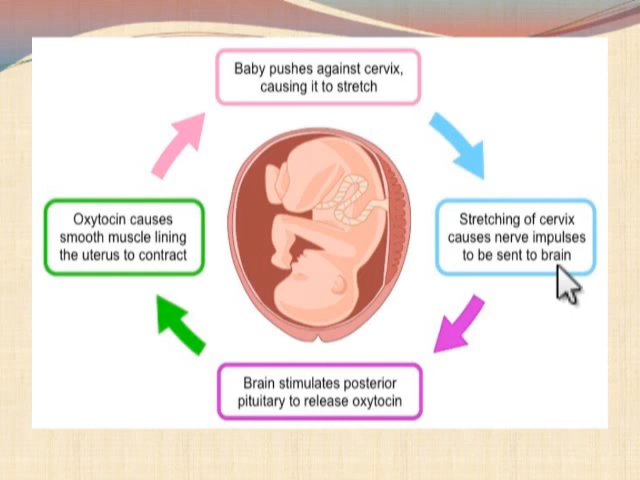 Baby pushes against cervix,
causing it to stretch
Stretching of cervix
causes nerve impulses
to be sent to brain
Brain stimulates posterior
pituitary to release oxytocin
Oxytocin causes
smooth muscle lining
the uterus to contract